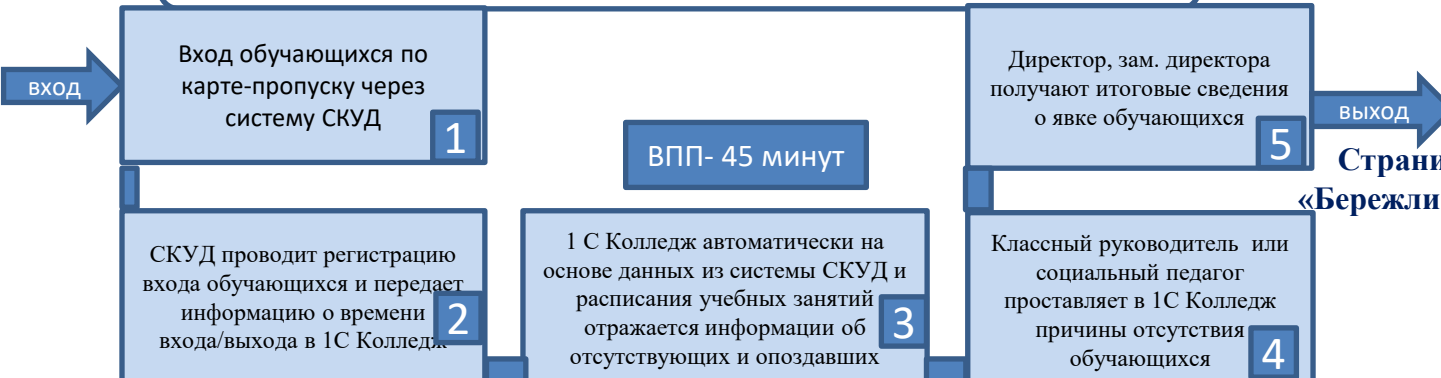 вход
Вход обучающихся по
карте-пропуску через
систему СКУД
1
СКУД проводит регистрацию
входа обучающихся и передает
информацию о времени
входа/выхода в 1С Колледж
2
ВПП- 45 минут
1 С Колледж автоматически на
основе данных из системы СКУД и
расписания учебных занятий
отражается информации об
отсутствующих и опоздавших
3
Классный руководитель или
социальный педагог
проставляет в 1С Колледж
причины отсутствия
обучающихся
4
Директор, зам. директора
получают итоговые сведения
о явке обучающихся
5
выход